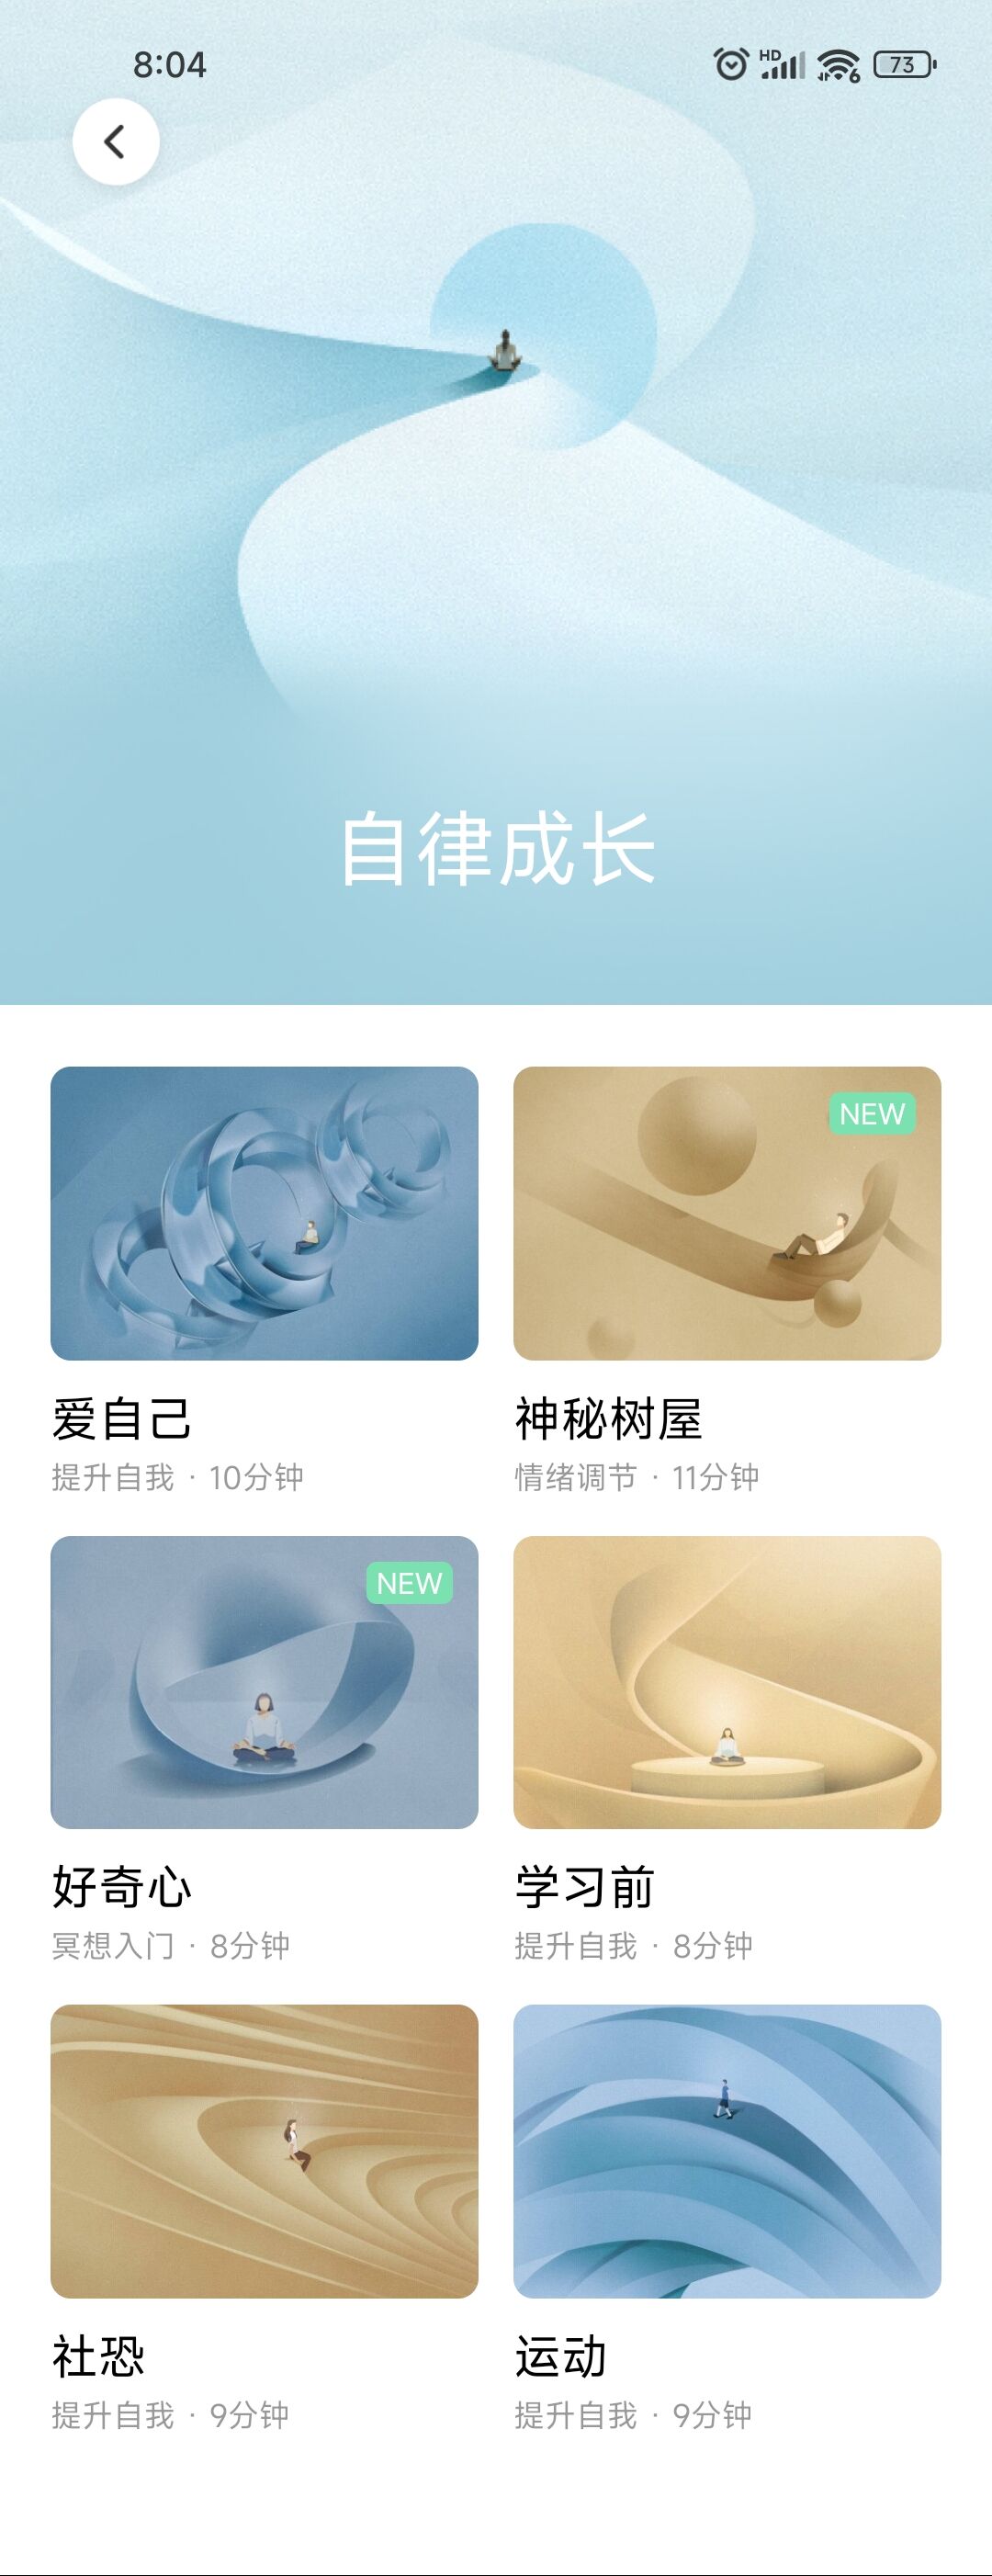 8:04
HD
6
73
自律成长
NEW
爱自己
神秘树屋
提升自我 · 10分钟
情绪调节 · 11分钟
NEW
好奇心
学习前
冥想入门 · 8分钟
提升自我 · 8分钟
社恐
运动
提升自我 · 9分钟
提升自我 · 9分钟